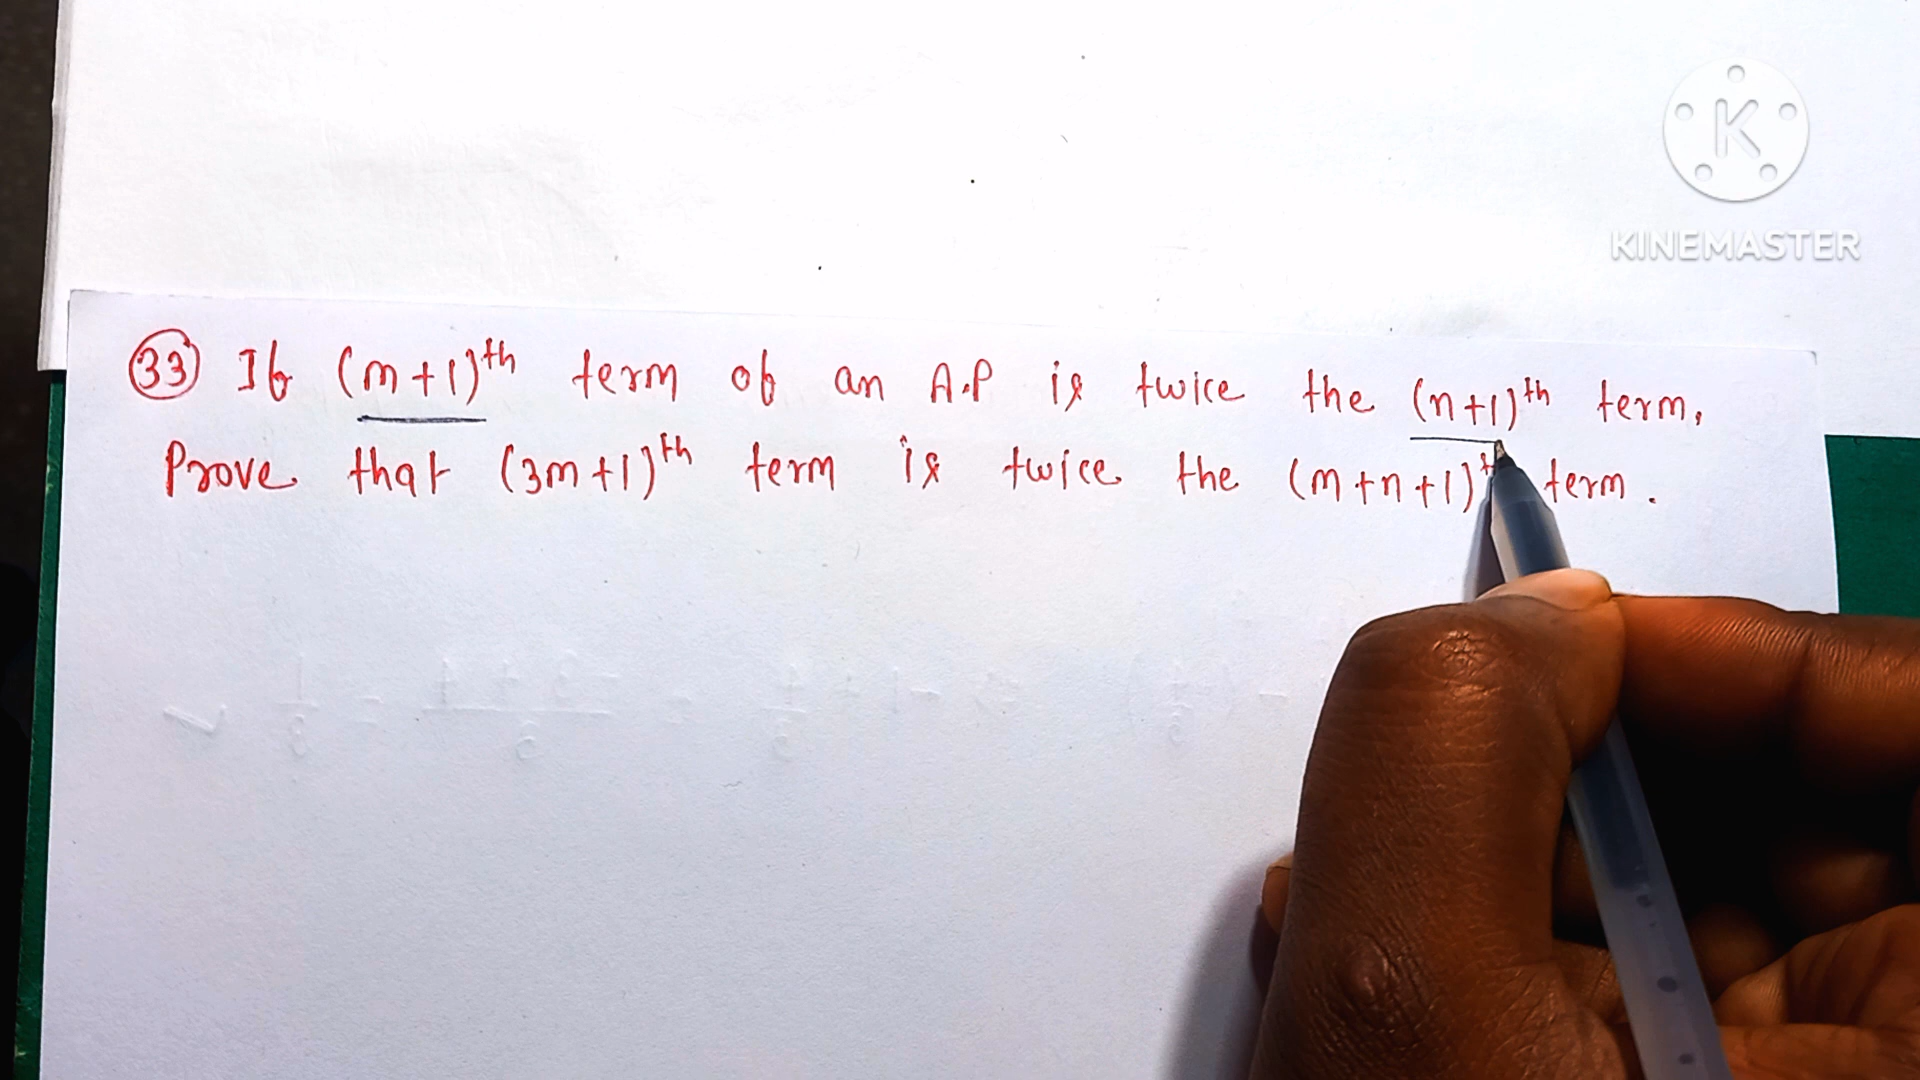 K
KINEMASTER
33 If (m+1)th term of an A.P is twice the (n+1)th term,
Prove that (3m+1)th term is twice the (m+n+1)t term.